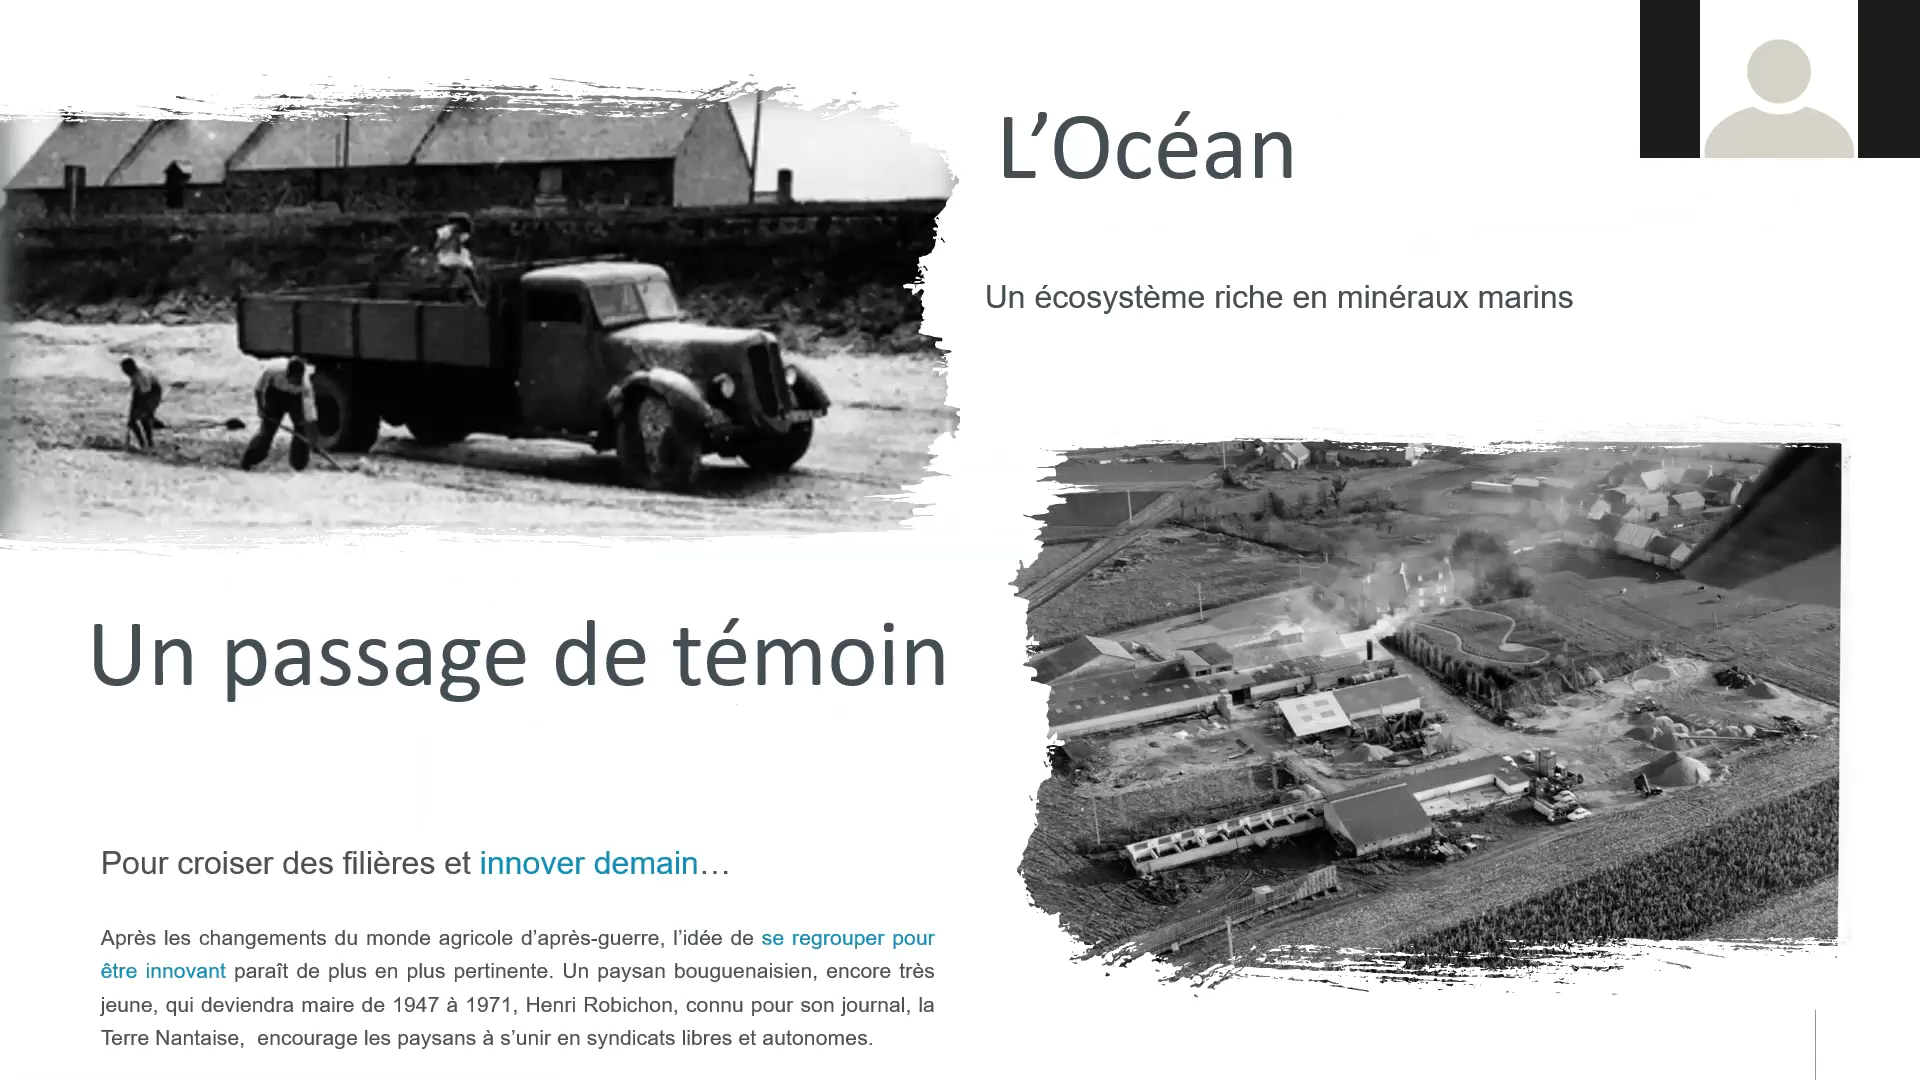 L’Océan
Un écosystème riche en minéraux marins
Un passage de témoin
Pour croiser des filières et innover demain…
Après les changements du monde agricole d’après-guerre, l’idée de se regrouper pour
être innovant paraît de plus en plus pertinente. Un paysan bouguenaisien, encore très
jeune, qui deviendra maire de 1947 à 1971, Henri Robichon, connu pour son journal, la
Terre Nantaise,  encourage les paysans à s’unir en syndicats libres et autonomes.